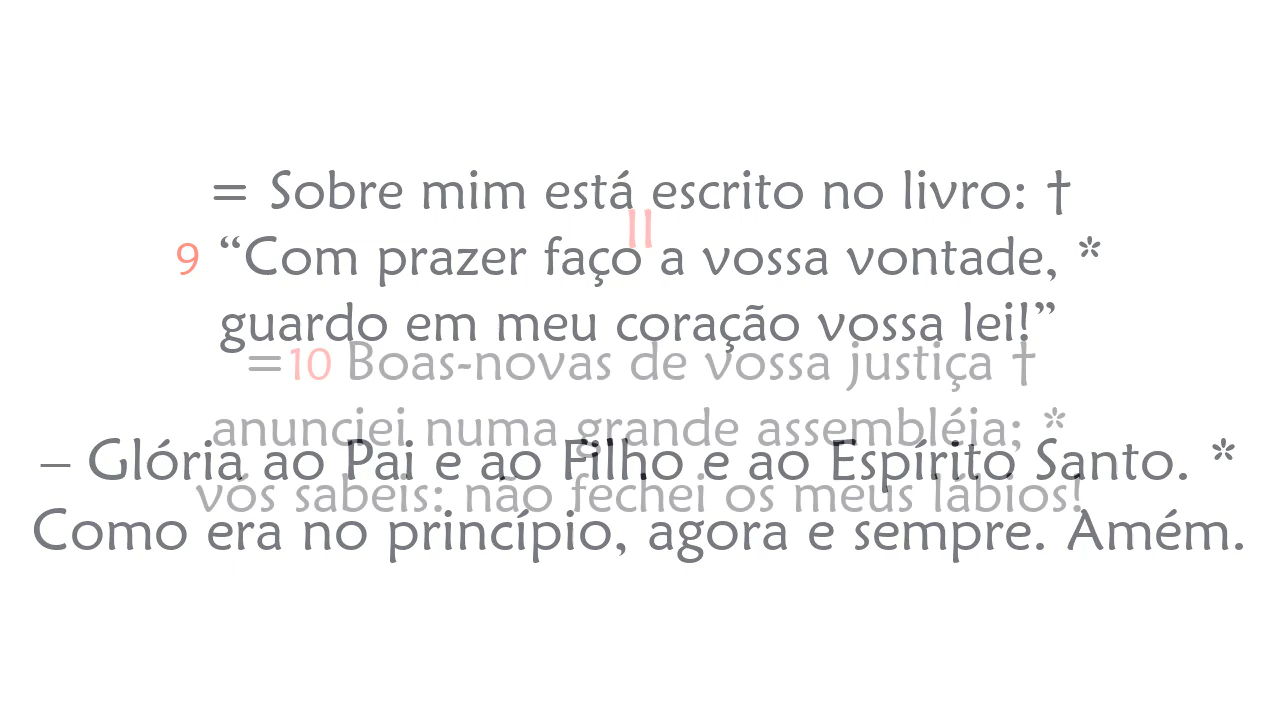 = Sobre mim está escrito no livro: †
9 “Com prazer faço a vossa vontade, *
guardo em meu coração vossa lei!”
– Glória ao Pai e ao Filho e ao Espírito Santo. *
Como era no princípio, agora e sempre. Amém.
II
=10 Boas-novas de vossa justiça †
anunciei numa grande assembléia; *
vós sabeis: não fechei os meus lábios!